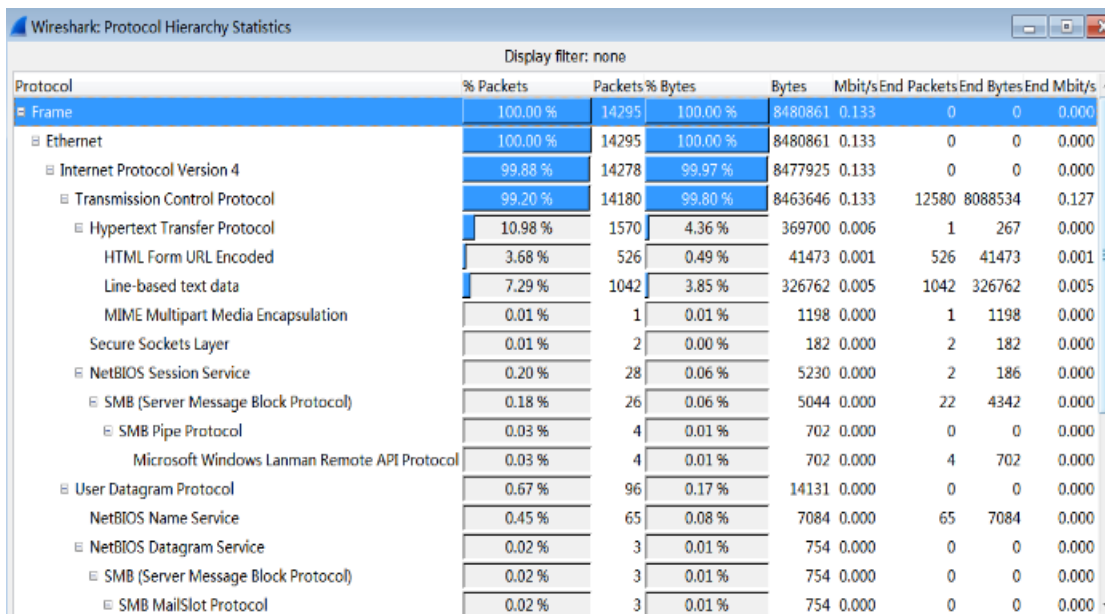 Wireshark: Protocol Hierarchy Statistics
Display filter: none
Protocol % Packets Packets % Bytes Bytes Mbit/s End Packets End Bytes End Mbit/s
Frame 100.00 % 14295 100.00 % 8480861 0.133 0 0 0.000
Ethernet 100.00 % 14295 100.00 % 8480861 0.133 0 0 0.000
Internet Protocol Version 4 99.88 % 14278 99.97 % 8477925 0.133 0 0 0.000
Transmission Control Protocol 99.20 % 14180 99.80 % 8463646 0.133 12580 8088534 0.127
Hypertext Transfer Protocol 10.98 % 1570 4.36 % 369700 0.006 1 267 0.000
HTML Form URL Encoded 3.68 % 526 0.49 % 41473 0.001 526 41473 0.001
Line-based text data 7.29 % 1042 3.85 % 326762 0.005 1042 326762 0.005
MIME Multipart Media Encapsulation 0.01 % 1 0.01 % 1198 0.000 1 1198 0.000
Secure Sockets Layer 0.01 % 2 0.00 % 182 0.000 2 182 0.000
NetBIOS Session Service 0.20 % 28 0.06 % 5230 0.000 2 186 0.000
SMB (Server Message Block Protocol) 0.18 % 26 0.06 % 5044 0.000 22 4342 0.000
SMB Pipe Protocol 0.03 % 4 0.01 % 702 0.000 0 0 0.000
Microsoft Windows Lanman Remote API Protocol 0.03 % 4 0.01 % 702 0.000 4 702 0.000
User Datagram Protocol 0.67 % 96 0.17 % 14131 0.000 0 0 0.000
NetBIOS Name Service 0.45 % 65 0.08 % 7084 0.000 65 7084 0.000
NetBIOS Datagram Service 0.02 % 3 0.01 % 754 0.000 0 0 0.000
SMB (Server Message Block Protocol) 0.02 % 3 0.01 % 754 0.000 0 0 0.000
SMB MailSlot Protocol 0.02 % 3 0.01 % 754 0.000 0 0 0.000